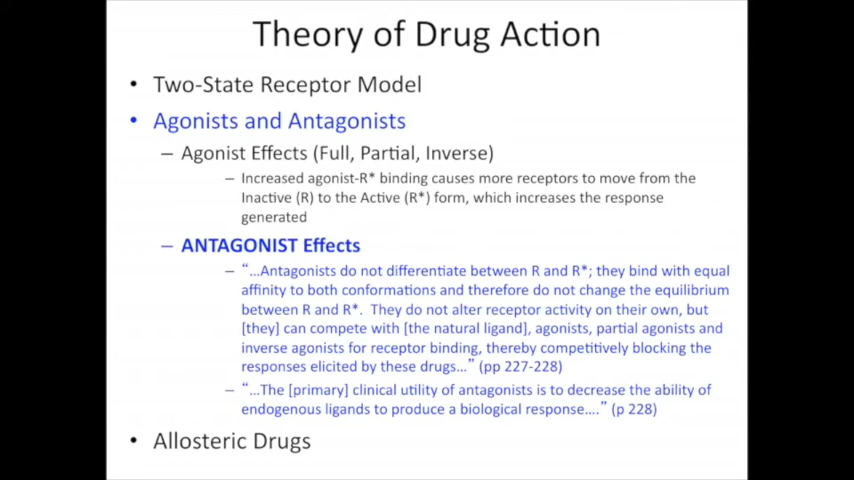 Theory of Drug Action
• Two-State Receptor Model
• Agonists and Antagonists
– Agonist Effects (Full, Partial, Inverse)
– Increased agonist-R* binding causes more receptors to move from the
Inactive (R) to the Active (R*) form, which increases the response
generated
– ANTAGONIST Effects
– “…Antagonists do not differentiate between R and R*; they bind with equal
affinity to both conformations and therefore do not change the equilibrium
between R and R*. They do not alter receptor activity on their own, but
[they] can compete with [the natural ligand], agonists, partial agonists and
inverse agonists for receptor binding, thereby competitively blocking the
responses elicited by these drugs…” (pp 227-228)
– “…The [primary] clinical utility of antagonists is to decrease the ability of
endogenous ligands to produce a biological response….” (p 228)
• Allosteric Drugs